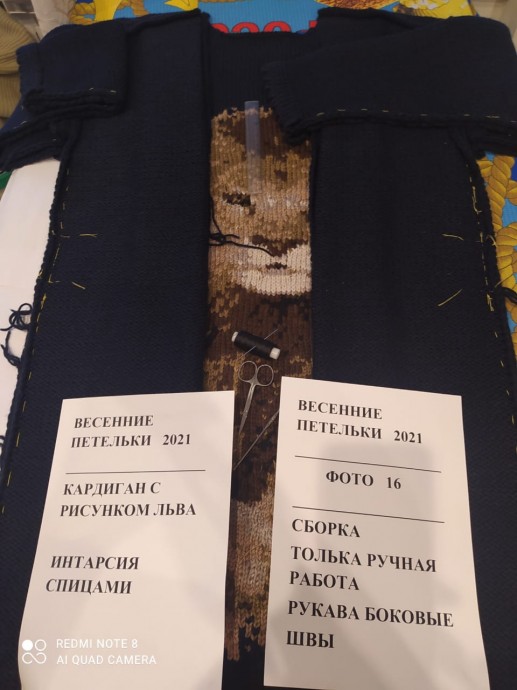 ВЕСЕННИЕ
ПЕТЕЛЬКИ 2021
КАРДИГАН С
РИСУНКОМ ЛЬВА
ИНТАРСИЯ
СПИЦАМИ
ВЕСЕННИЕ
ПЕТЕЛЬКИ 2021
ФОТО 16
СБОРКА
ТОЛЬКА РУЧНАЯ
РАБОТА
РУКАВА БОКОВЫЕ
ШВЫ
REDMI NOTE 8
AI QUAD CAMERA